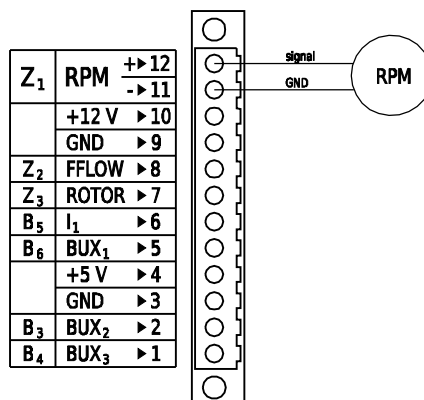 Z₁ RPM +▶12
-▶11
+12 V ▶10
GND ▶9
Z₂ FFLOW ▶8
Z₃ ROTOR ▶7
B₅ I₁ ▶6
B₆ BUX₁ ▶5
+5 V ▶4
GND ▶3
B₃ BUX₂ ▶2
B₄ BUX₃ ▶1
signal
GND
RPM